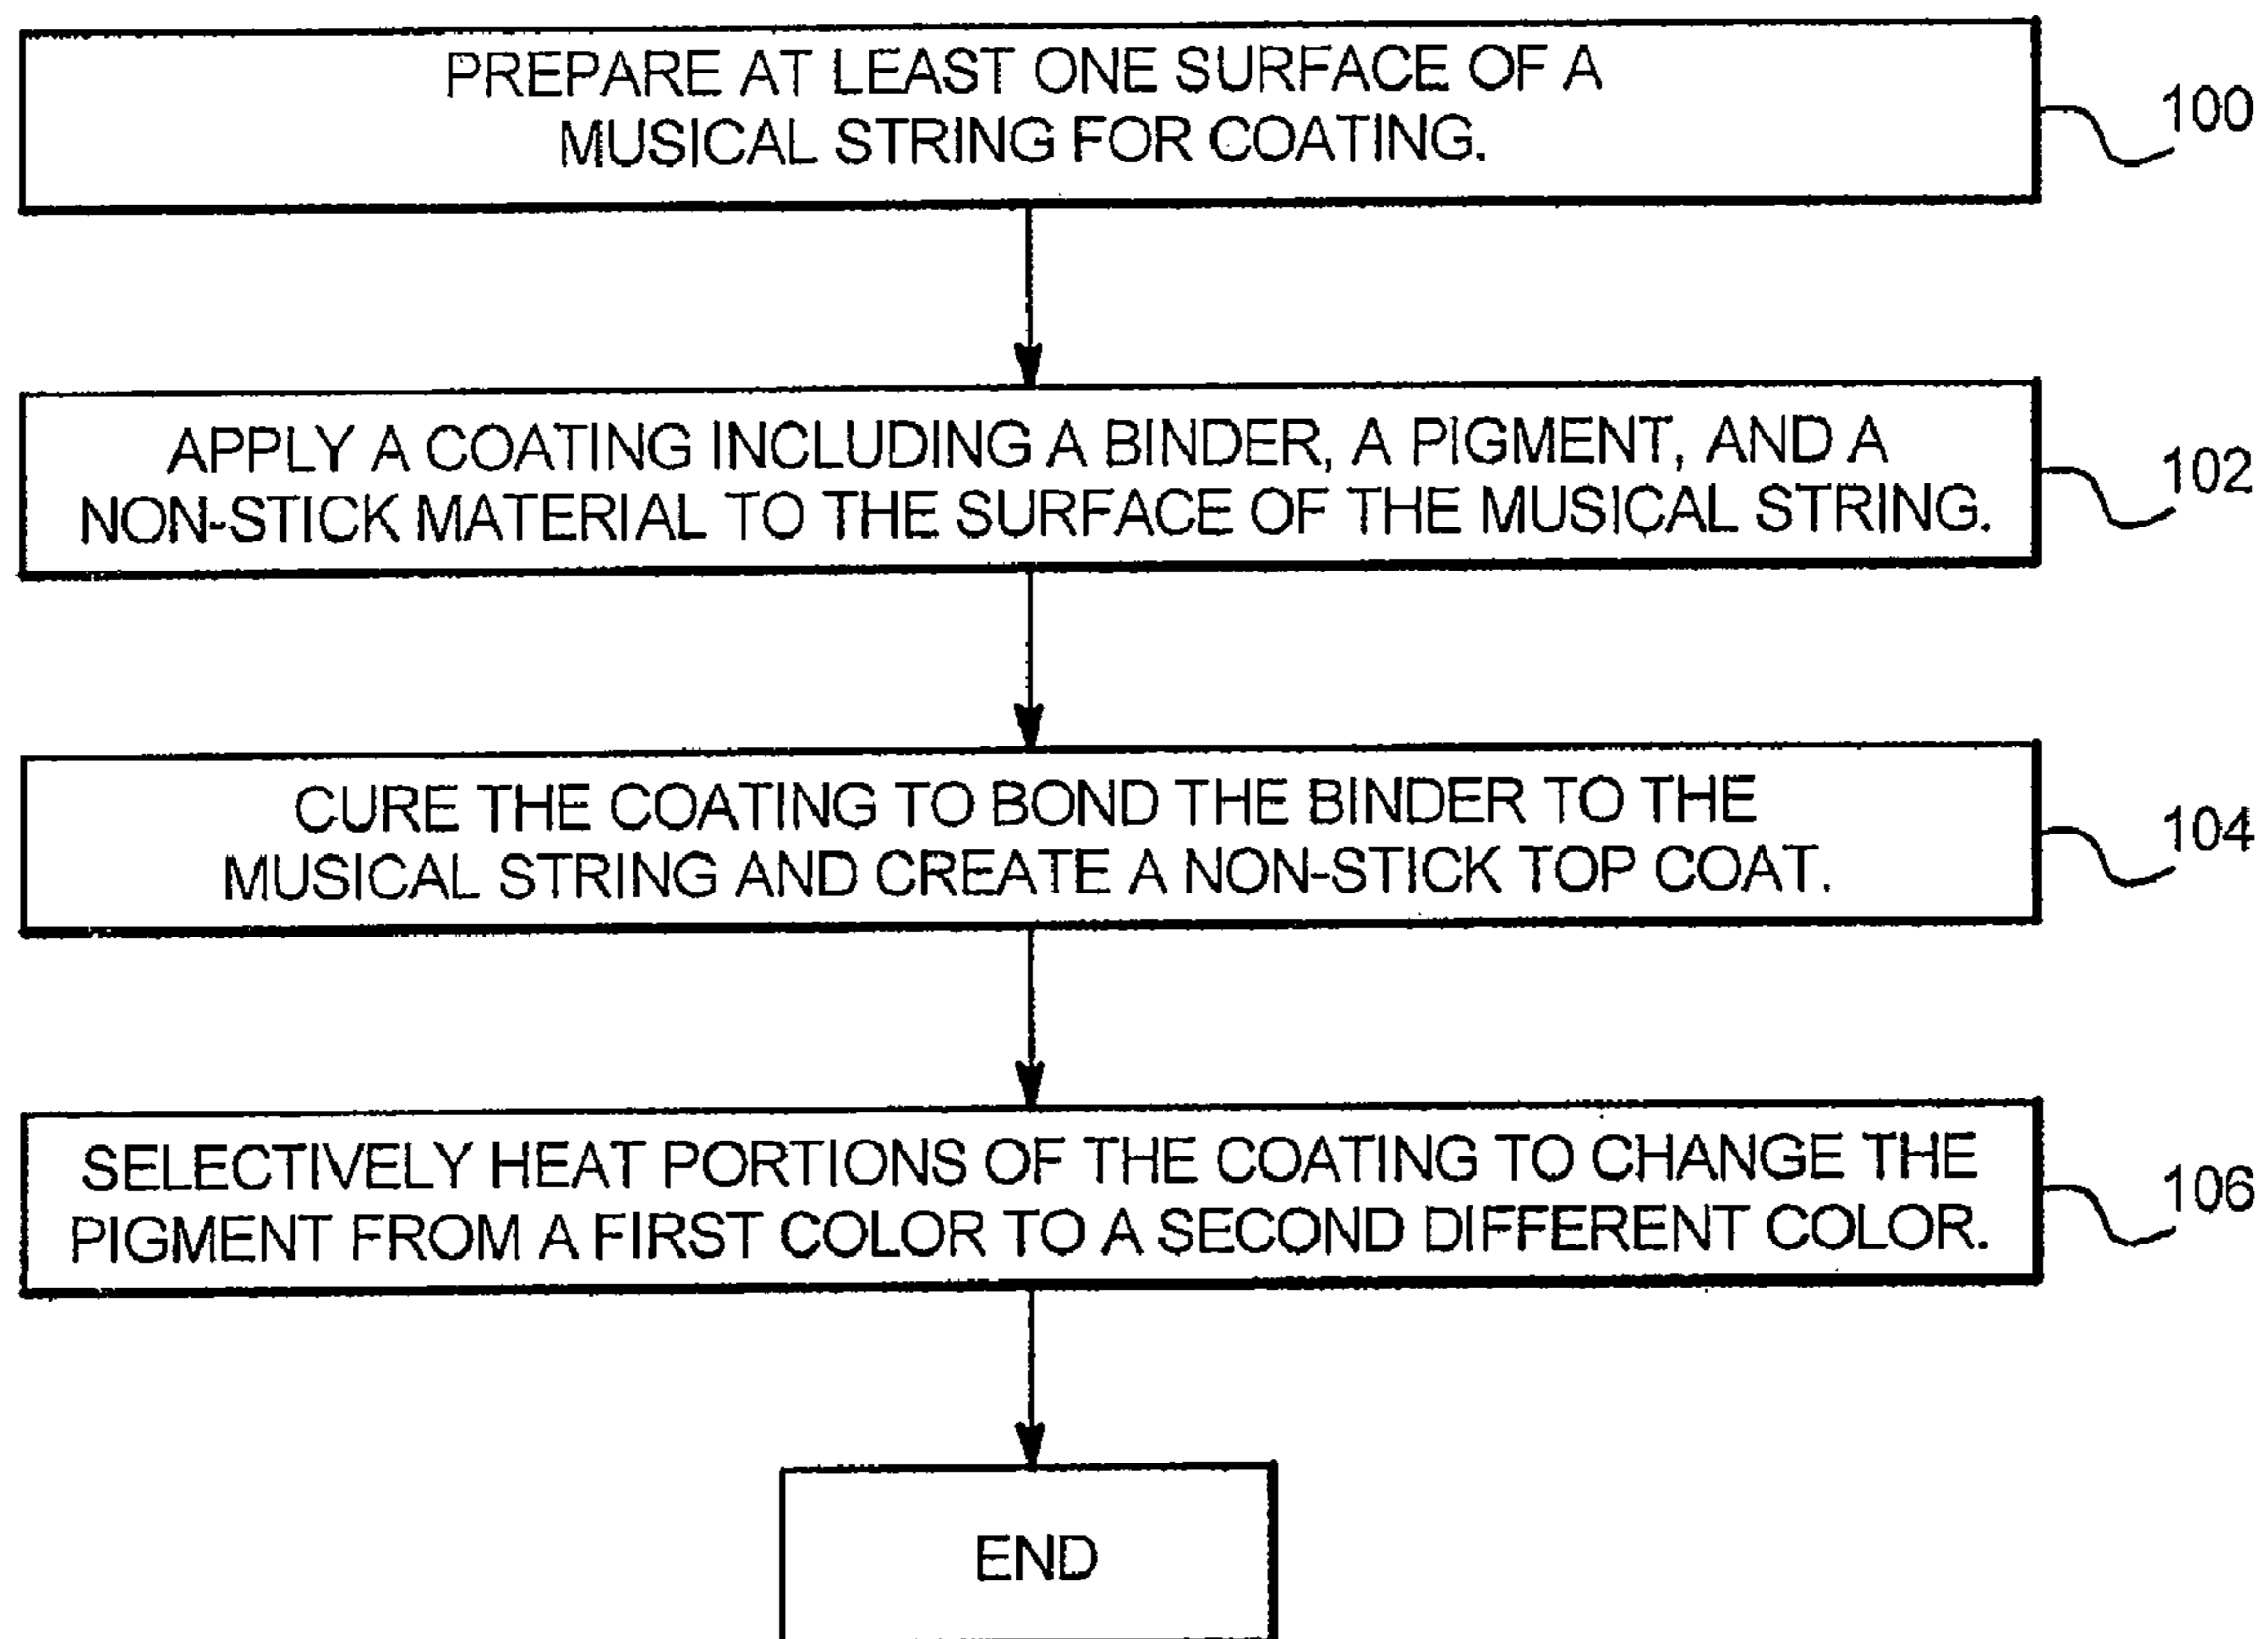 PREPARE AT LEAST ONE SURFACE OF A
MUSICAL STRING FOR COATING.
100
APPLY A COATING INCLUDING A BINDER, A PIGMENT, AND A
NON-STICK MATERIAL TO THE SURFACE OF THE MUSICAL STRING.
102
CURE THE COATING TO BOND THE BINDER TO THE
MUSICAL STRING AND CREATE A NON-STICK TOP COAT.
104
SELECTIVELY HEAT PORTIONS OF THE COATING TO CHANGE THE
PIGMENT FROM A FIRST COLOR TO A SECOND DIFFERENT COLOR.
106
END